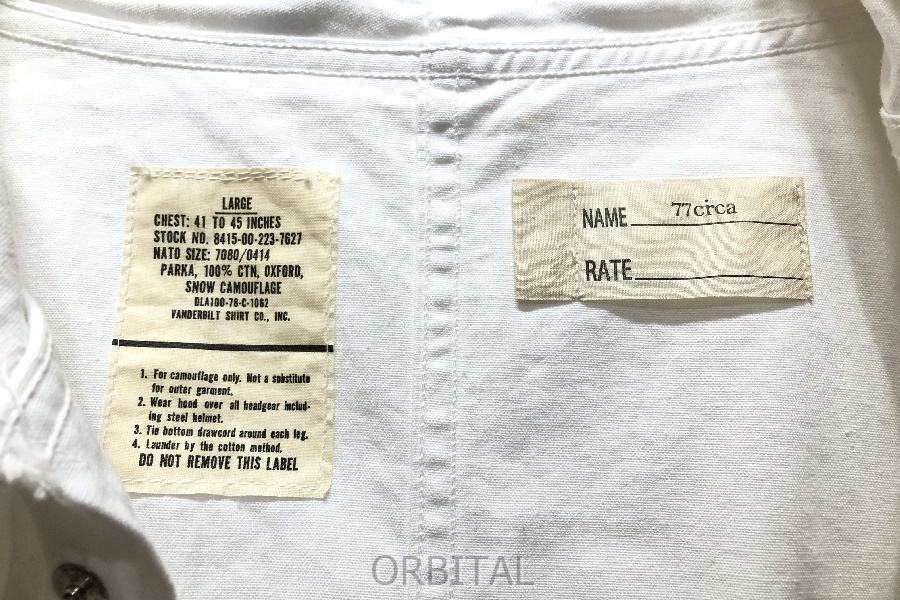 LARGE
CHEST: 41 TO 45 INCHES
STOCK NO. 8415-00-223-7627
NATO SIZE: 7080/0414
PARKA, 100% CTN, OXFORD,
SNOW CAMOUFLAGE
DLA100-78-C-1062
VANDERBILT SHIRT CO., INC.
1. For camouflage only. Not a substitute
for outer garment.
2. Wear hood over all headgear includ-
ing steel helmet.
3. Tie bottom drawcord around each leg.
4. Launder by the cotton method.
DO NOT REMOVE THIS LABEL
NAME 77circa
RATE
ORBITAL